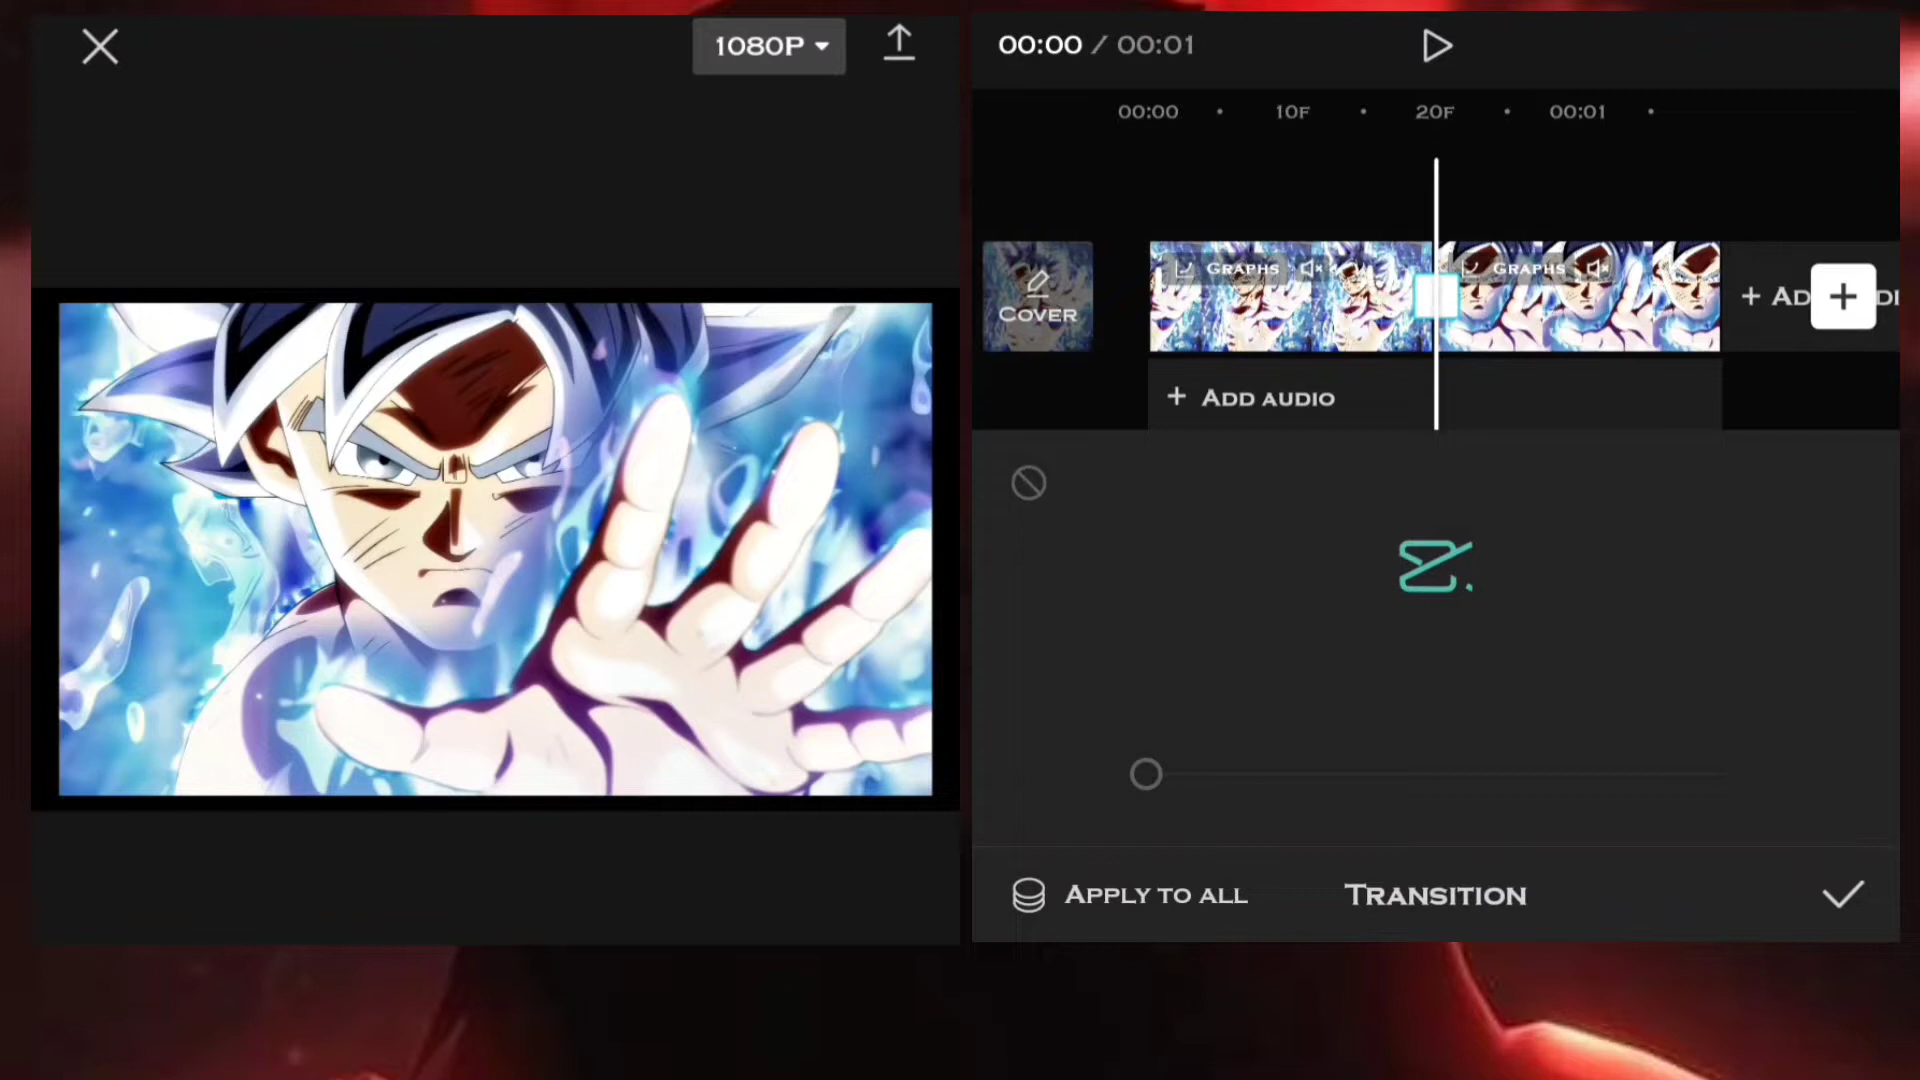 1080P
00:00 / 00:01
00:00 10F 20F 00:01
GRAPHS GRAPHS
COVER
+ AD
+ ADD AUDIO
APPLY TO ALL
TRANSITION